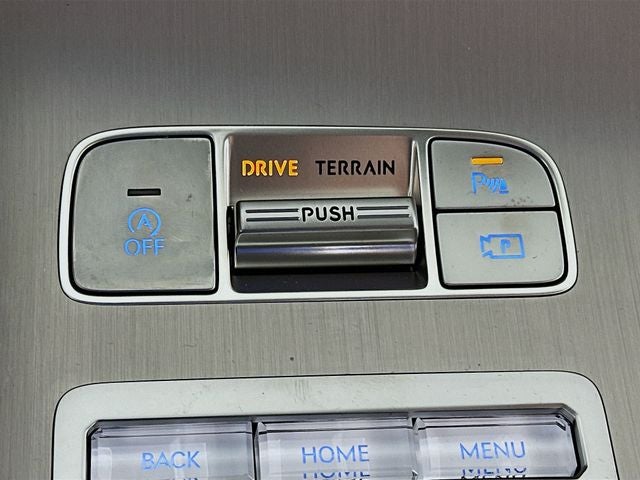 DRIVE TERRAIN
PUSH
A
OFF
P
P
BACK HOME MENU